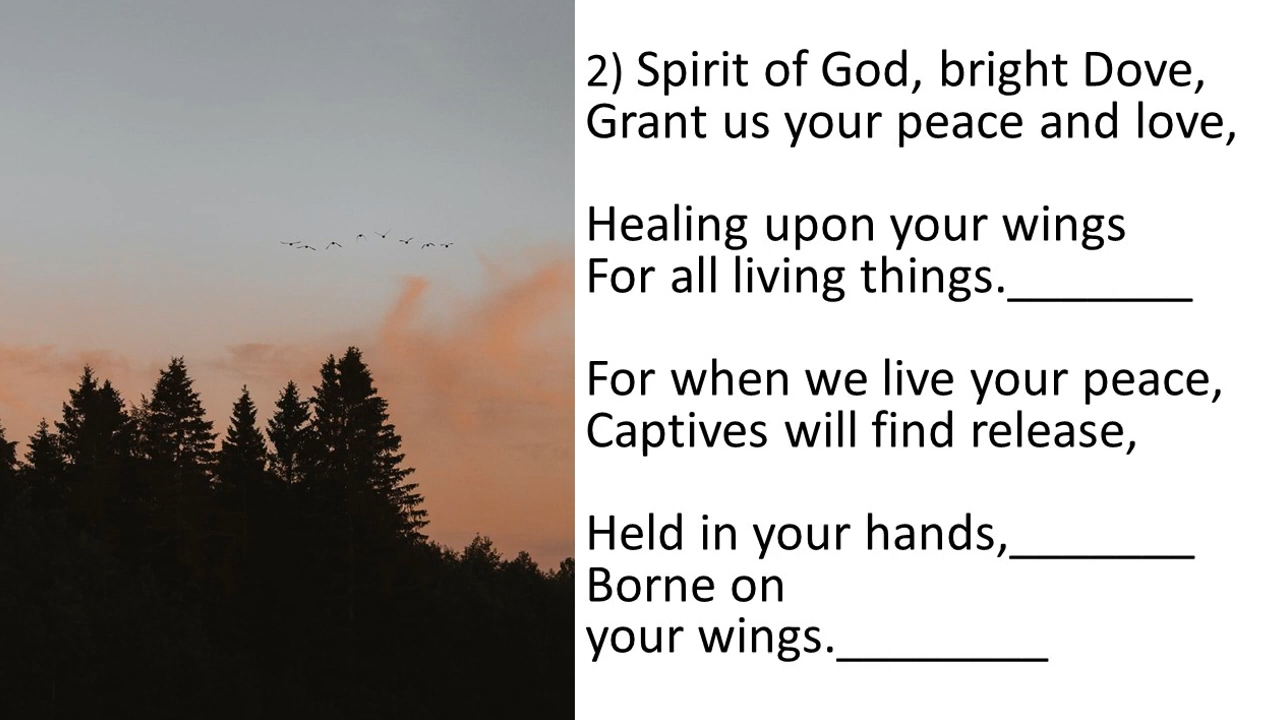 2) Spirit of God, bright Dove,
Grant us your peace and love,
Healing upon your wings
For all living things._______
For when we live your peace,
Captives will find release,
Held in your hands,_______
Borne on
your wings.________